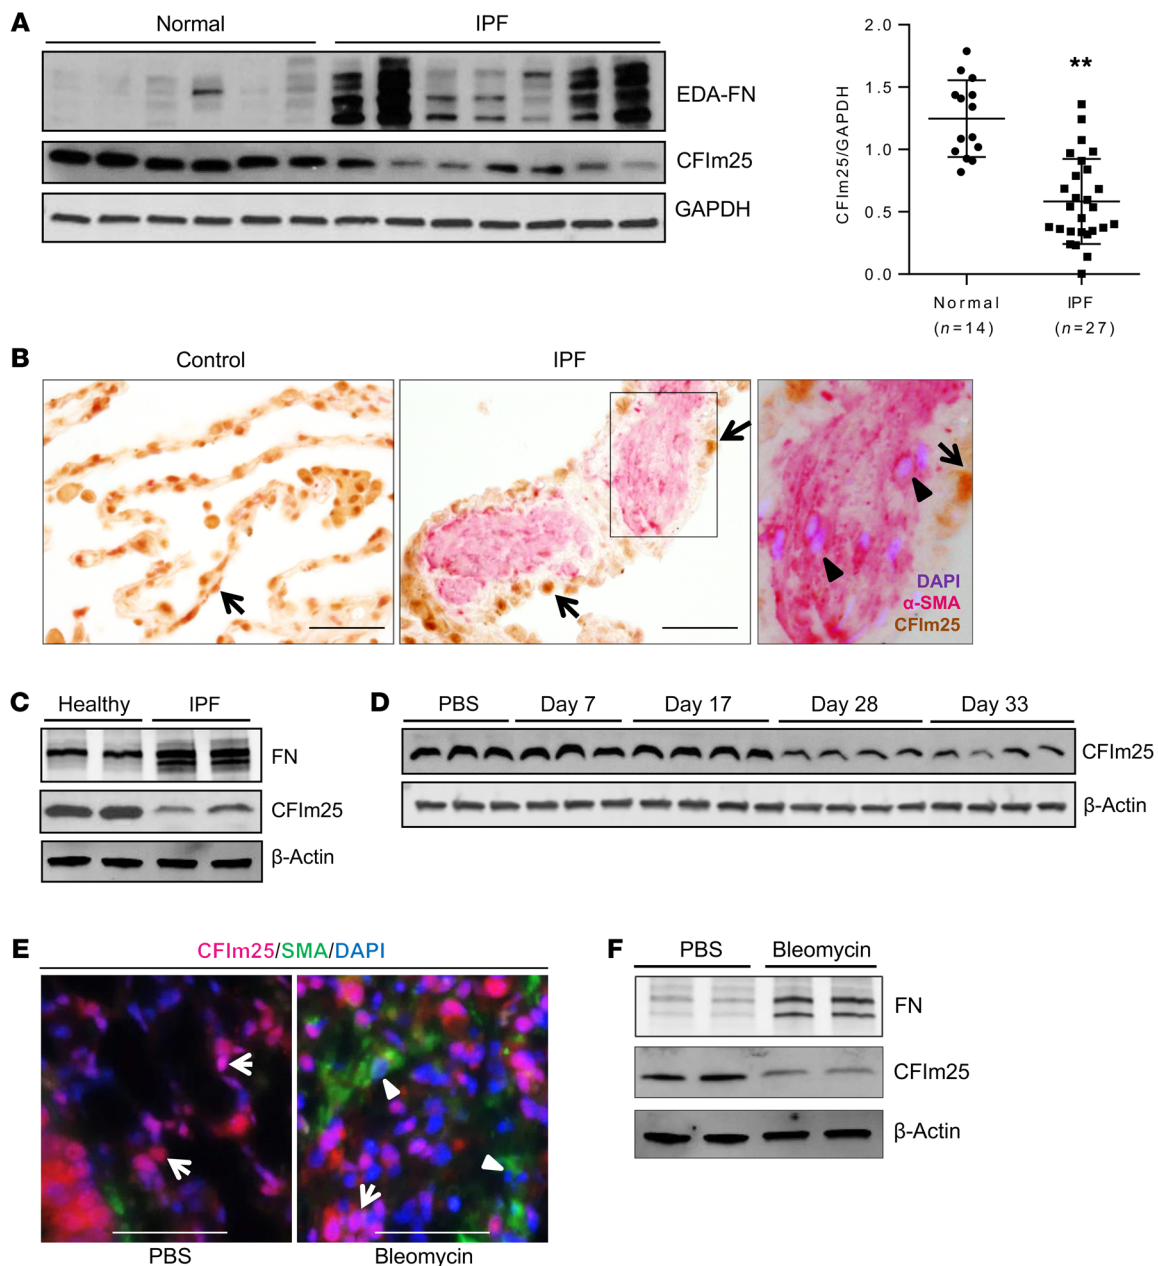 A
Normal
IPF
EDA-FN
CFIm25
GAPDH
CFIm25/GAPDH
2.0
1.5
1.0
0.5
0.0
**
Normal
IPF
(n=14)
(n=27)
B
Control
IPF
DAPI
α-SMA
CFIm25
C
Healthy
IPF
FN
CFIm25
β-Actin
D
PBS
Day 7
Day 17
Day 28
Day 33
CFIm25
β-Actin
E
CFIm25/SMA/DAPI
PBS
Bleomycin
F
PBS
Bleomycin
FN
CFIm25
β-Actin